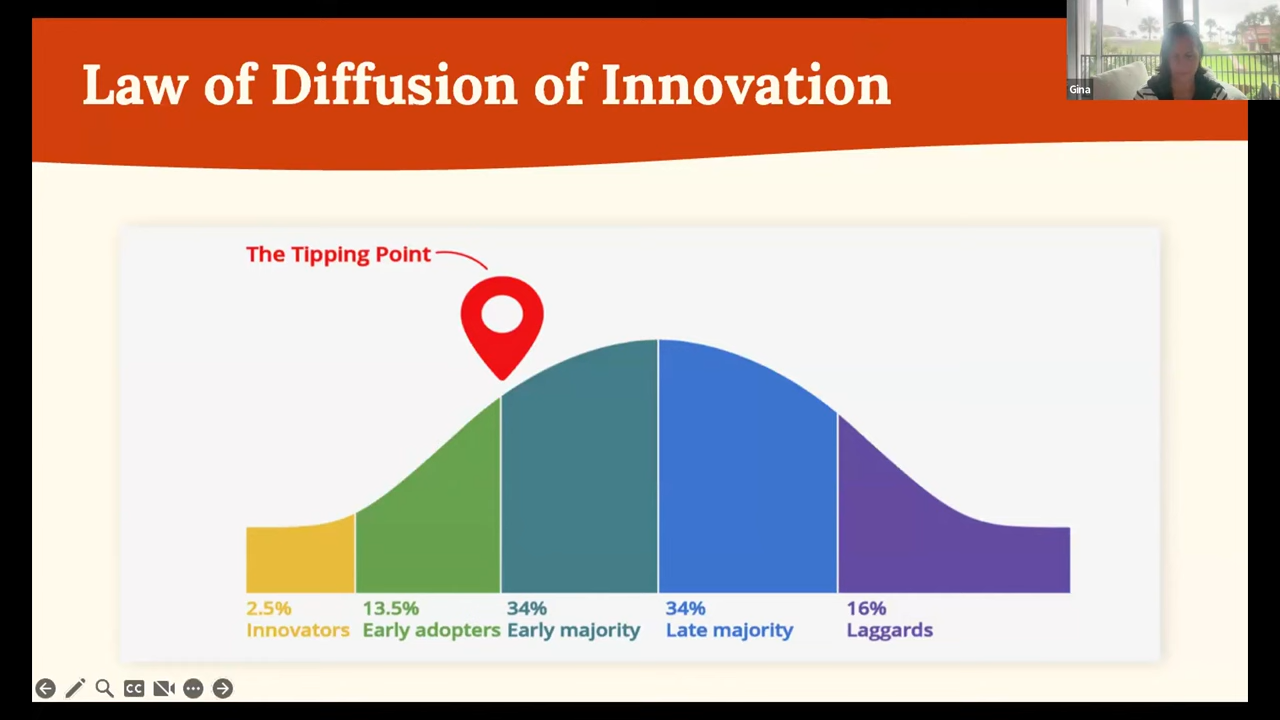 Law of Diffusion of Innovation
Gina
The Tipping Point
2.5%
Innovators
13.5%
Early adopters
34%
Early majority
34%
Late majority
16%
Laggards
CC